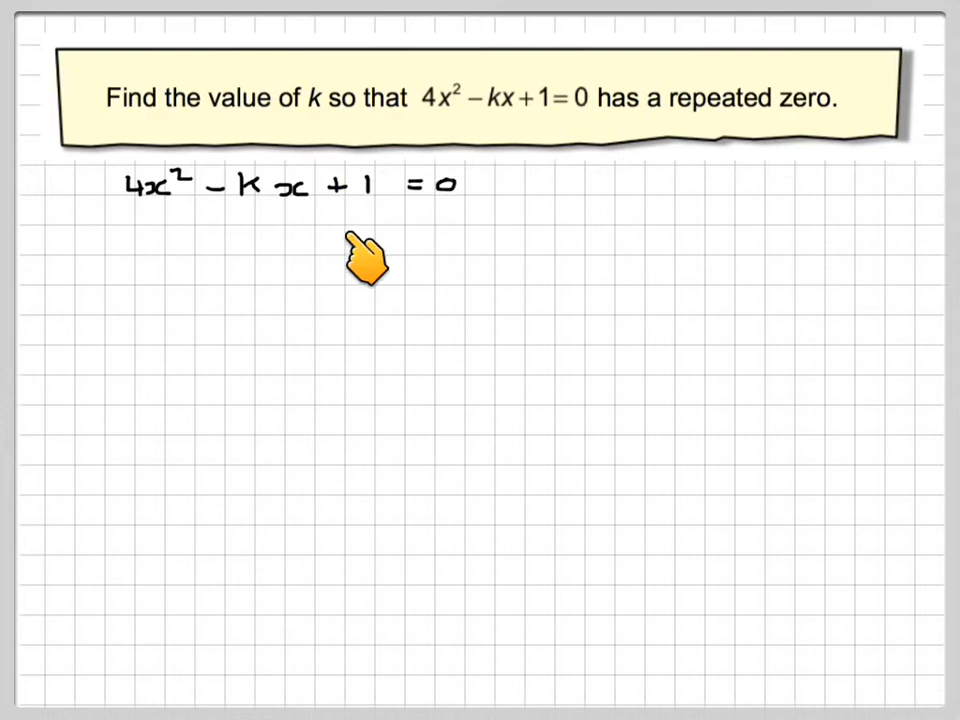 Find the value of k so that 4x² – kx + 1 = 0 has a repeated zero.
4x² – k x + 1 = 0